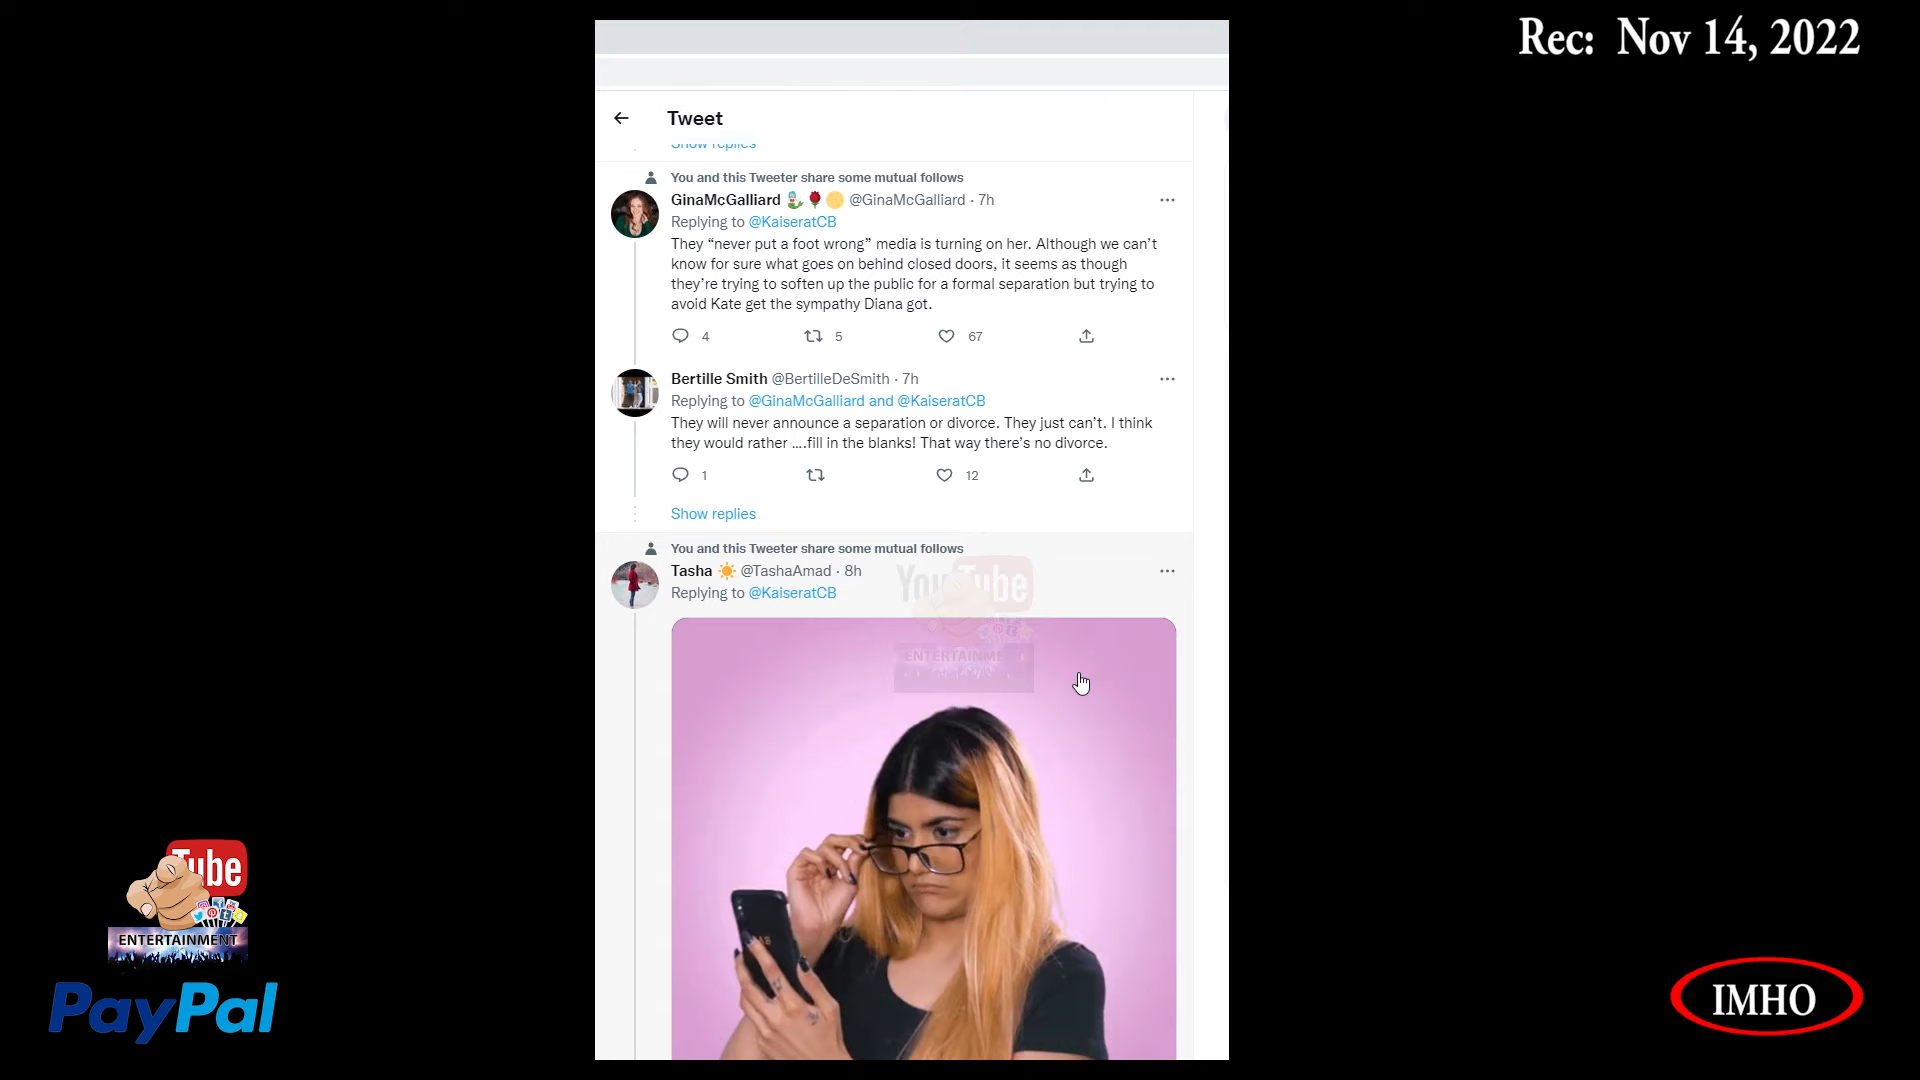 Rec: Nov 14, 2022
Tweet
Show replies
You and this Tweeter share some mutual follows
GinaMcGalliard @GinaMcGalliard · 7h
Replying to @KaiseratCB
They “never put a foot wrong” media is turning on her. Although we can’t
know for sure what goes on behind closed doors, it seems as though
they’re trying to soften up the public for a formal separation but trying to
avoid Kate get the sympathy Diana got.
4 5 67
Bertille Smith @BertilleDeSmith · 7h
Replying to @GinaMcGalliard and @KaiseratCB
They will never announce a separation or divorce. They just can’t. I think
they would rather ....fill in the blanks! That way there’s no divorce.
1 12
Show replies
You and this Tweeter share some mutual follows
Tasha @TashaAmad · 8h
Replying to @KaiseratCB
YouTube
ENTERTAINMENT
Tube
ENTERTAINMENT
PayPal
IMHO